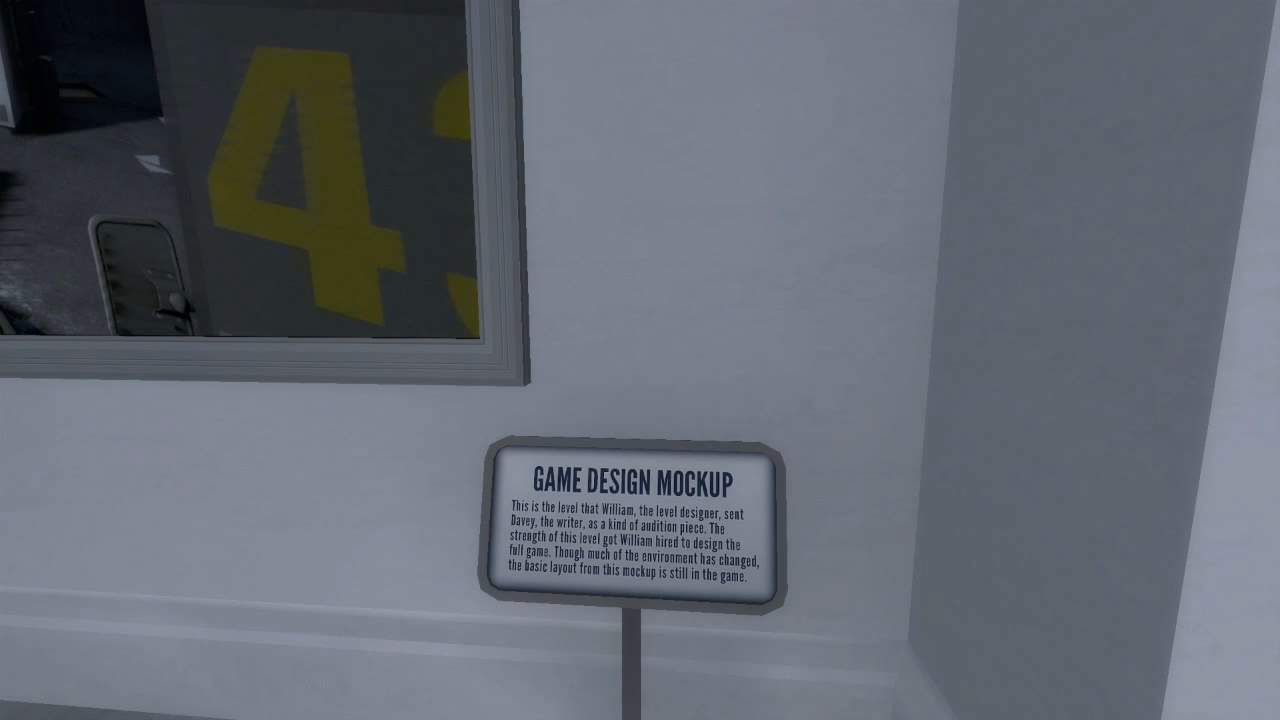 4
GAME DESIGN MOCKUP
This is the level that William, the level designer, sent
Davey, the writer, as a kind of audition piece. The
strength of this level got William hired to design the
full game. Though much of the environment has changed,
the basic layout from this mockup is still in the game.